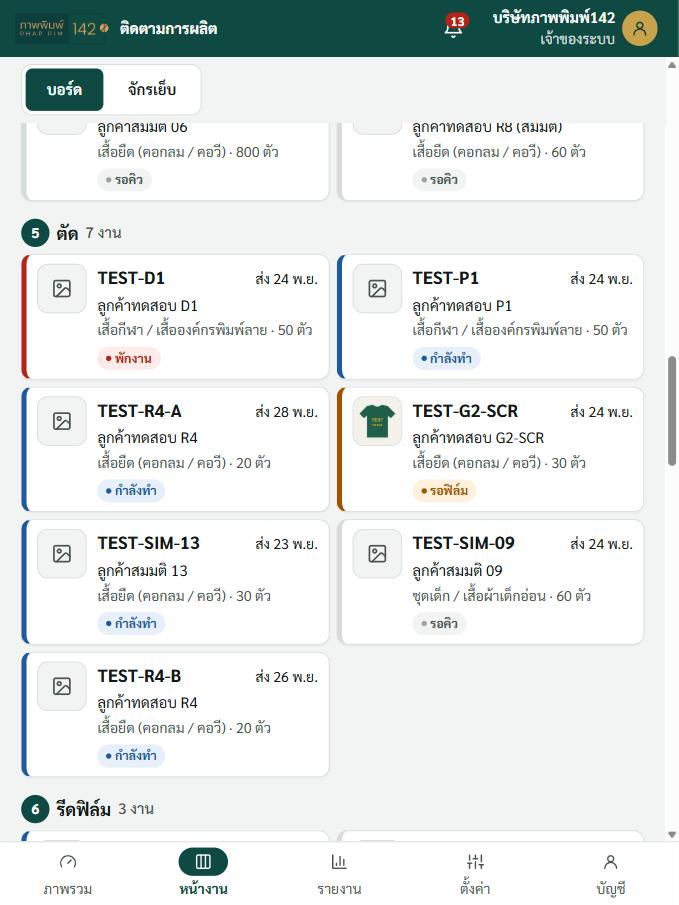 ภาพพิมพ์ 142
PHAP PIM
ติดตามการผลิต
13
บริษัทภาพพิมพ์142
เจ้าของระบบ
บอร์ด
จักรเย็บ
ลูกค้าสมมติ 06
เสื้อยืด (คอกลม / คอวี) · 800 ตัว
รอคิว
ลูกค้าทดสอบ R8 (สมมติ)
เสื้อยืด (คอกลม / คอวี) · 60 ตัว
รอคิว
5 ตัด 7 งาน
TEST-D1 ส่ง 24 พ.ย.
ลูกค้าทดสอบ D1
เสื้อกีฬา / เสื้อองค์กรพิมพ์ลาย · 50 ตัว
พักงาน
TEST-P1 ส่ง 24 พ.ย.
ลูกค้าทดสอบ P1
เสื้อกีฬา / เสื้อองค์กรพิมพ์ลาย · 50 ตัว
กำลังทำ
TEST-R4-A ส่ง 28 พ.ย.
ลูกค้าทดสอบ R4
เสื้อยืด (คอกลม / คอวี) · 20 ตัว
กำลังทำ
TEST-G2-SCR ส่ง 24 พ.ย.
ลูกค้าทดสอบ G2-SCR
เสื้อยืด (คอกลม / คอวี) · 30 ตัว
รอฟิล์ม
TEST-SIM-13 ส่ง 23 พ.ย.
ลูกค้าสมมติ 13
เสื้อยืด (คอกลม / คอวี) · 30 ตัว
กำลังทำ
TEST-SIM-09 ส่ง 24 พ.ย.
ลูกค้าสมมติ 09
ชุดเด็ก / เสื้อผ้าเด็กอ่อน · 60 ตัว
รอคิว
TEST-R4-B ส่ง 26 พ.ย.
ลูกค้าทดสอบ R4
เสื้อยืด (คอกลม / คอวี) · 20 ตัว
กำลังทำ
6 รีดฟิล์ม 3 งาน
ภาพรวม
หน้างาน
รายงาน
ตั้งค่า
บัญชี